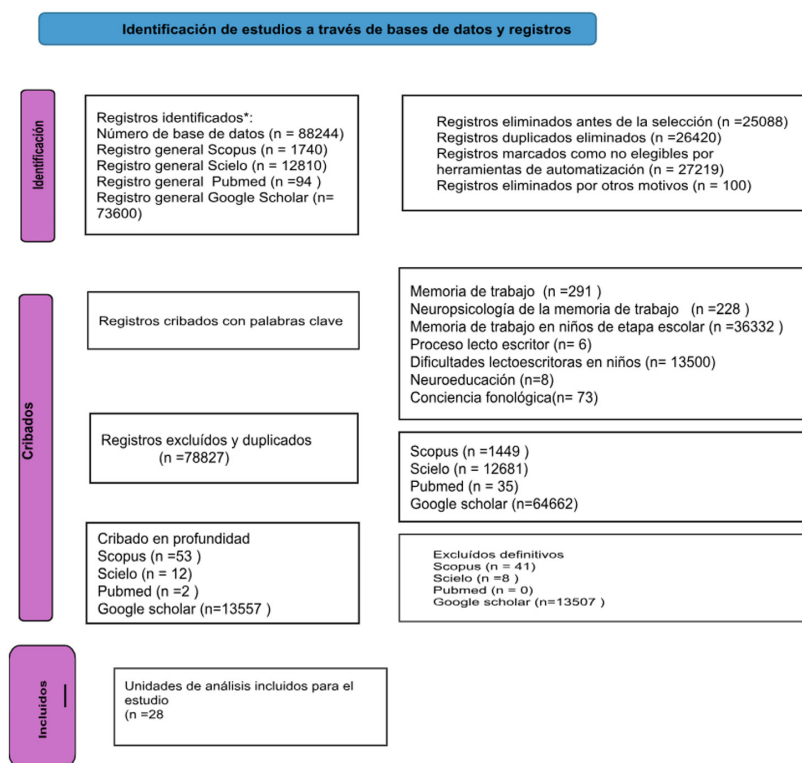 Identificación de estudios a través de bases de datos y registros
Identificación
Registros identificados*:
Número de base de datos (n = 88244)
Registro general Scopus (n = 1740)
Registro general Scielo (n = 12810)
Registro general Pubmed (n =94 )
Registro general Google Scholar (n=
73600)
Registros eliminados antes de la selección (n =25088)
Registros duplicados eliminados (n =26420)
Registros marcados como no elegibles por
herramientas de automatización (n = 27219)
Registros eliminados por otros motivos (n = 100)
Cribados
Registros cribados con palabras clave
Memoria de trabajo (n =291 )
Neuropsicología de la memoria de trabajo (n =228 )
Memoria de trabajo en niños de etapa escolar (n =36332 )
Proceso lecto escritor (n= 6)
Dificultades lectoescritoras en niños (n= 13500)
Neuroeducación (n=8)
Conciencia fonológica(n= 73)
Registros excluídos y duplicados
(n =78827)
Scopus (n =1449 )
Scielo (n = 12681)
Pubmed (n = 35)
Google scholar (n=64662)
Cribado en profundidad
Scopus (n =53 )
Scielo (n = 12)
Pubmed (n =2 )
Google scholar (n=13557 )
Excluídos definitivos
Scopus (n = 41)
Scielo (n =8 )
Pubmed (n = 0)
Google scholar (n=13507 )
Incluidos
Unidades de análisis incluidos para el
estudio
(n =28